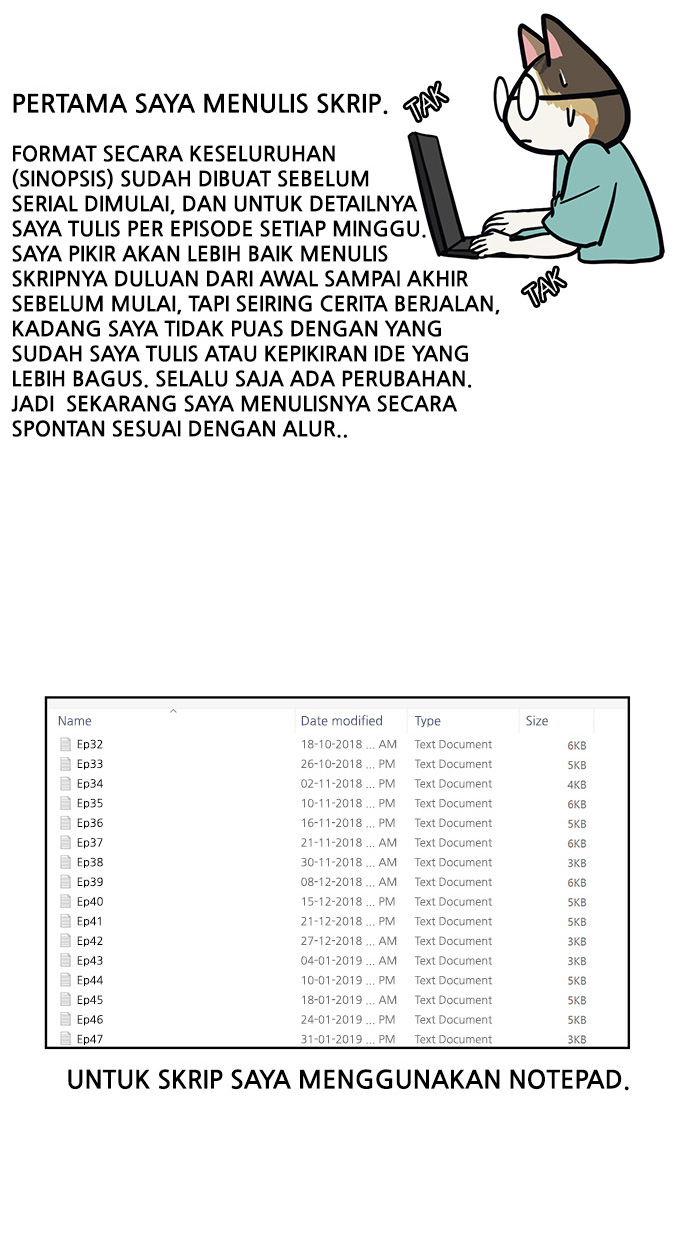 PERTAMA SAYA MENULIS SKRIP.
TAK
FORMAT SECARA KESELURUHAN
(SINOPSIS) SUDAH DIBUAT SEBELUM
SERIAL DIMULAI, DAN UNTUK DETAILNYA
SAYA TULIS PER EPISODE SETIAP MINGGU.
SAYA PIKIR AKAN LEBIH BAIK MENULIS
SKRIPNYA DULUAN DARI AWAL SAMPAI AKHIR
SEBELUM MULAI, TAPI SEIRING CERITA BERJALAN,
KADANG SAYA TIDAK PUAS DENGAN YANG
SUDAH SAYA TULIS ATAU KEPIKIRAN IDE YANG
LEBIH BAGUS. SELALU SAJA ADA PERUBAHAN.
JADI  SEKARANG SAYA MENULISNYA SECARA
SPONTAN SESUAI DENGAN ALUR..
TAK
Name Date modified Type Size
Ep32 18-10-2018 ... AM Text Document 6KB
Ep33 26-10-2018 ... PM Text Document 5KB
Ep34 02-11-2018 ... PM Text Document 4KB
Ep35 10-11-2018 ... PM Text Document 6KB
Ep36 16-11-2018 ... PM Text Document 5KB
Ep37 21-11-2018 ... AM Text Document 6KB
Ep38 30-11-2018 ... AM Text Document 3KB
Ep39 08-12-2018 ... AM Text Document 6KB
Ep40 15-12-2018 ... PM Text Document 5KB
Ep41 21-12-2018 ... PM Text Document 5KB
Ep42 27-12-2018 ... AM Text Document 3KB
Ep43 04-01-2019 ... AM Text Document 3KB
Ep44 10-01-2019 ... PM Text Document 5KB
Ep45 18-01-2019 ... AM Text Document 5KB
Ep46 24-01-2019 ... PM Text Document 5KB
Ep47 31-01-2019 ... PM Text Document 3KB
UNTUK SKRIP SAYA MENGGUNAKAN NOTEPAD.